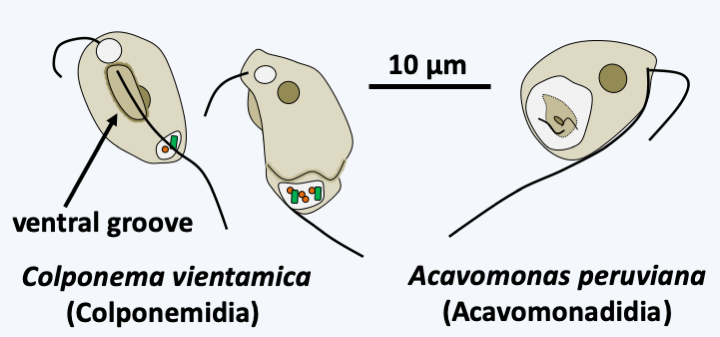 10 µm
ventral groove
Colponema vientamica
(Colponemidia)
Acavomonas peruviana
(Acavomonadidia)